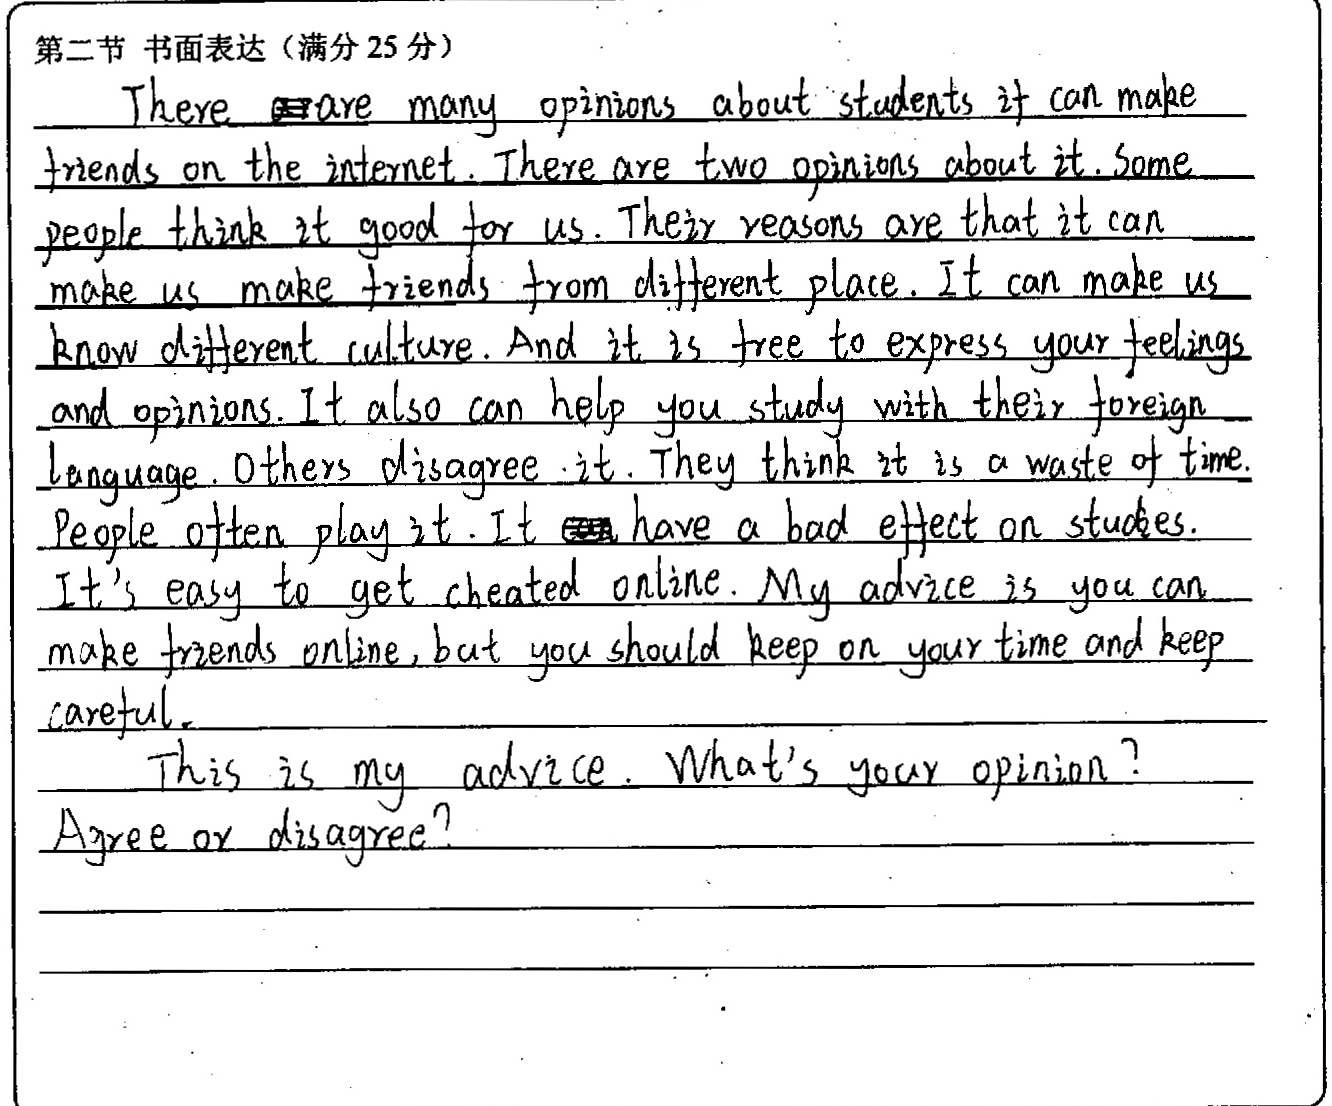 第二节 书面表达（满分 25 分）
There are many opinions about students if can make
friends on the internet. There are two opinions about it. Some
people think it good for us. Their reasons are that it can
make us make friends from different place. It can make us
know different culture. And it is free to express your feelings
and opinions. It also can help you study with their foreign
language. Others disagree it. They think it is a waste of time.
People often play it. It have a bad effect on studies.
It's easy to get cheated online. My advice is you can
make friends online, but you should keep on your time and keep
careful.
This is my advice. What's your opinion?
Agree or disagree?